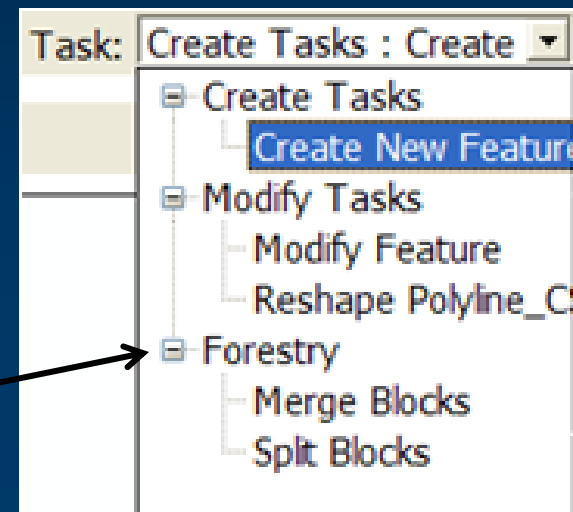 Task: Create Tasks : Create
Create Tasks
Create New Feature
Modify Tasks
Modify Feature
Reshape Polyline_CS
Forestry
Merge Blocks
Split Blocks